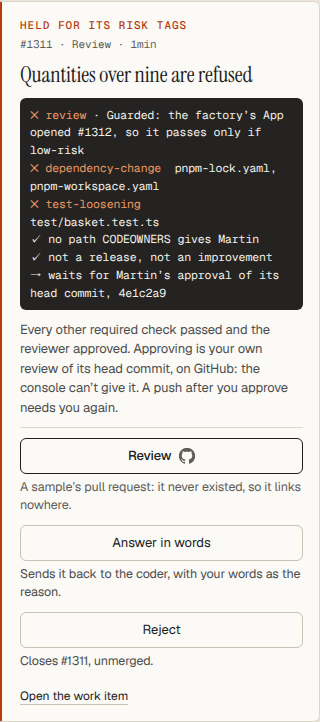 HELD FOR ITS RISK TAGS
#1311 · Review · 1min
Quantities over nine are refused
✕ review · Guarded: the factory's App
opened #1312, so it passes only if
low-risk
✕ dependency-change pnpm-lock.yaml,
pnpm-workspace.yaml
✕ test-loosening
test/basket.test.ts
✓ no path CODEOWNERS gives Martin
✓ not a release, not an improvement
→ waits for Martin's approval of its
head commit, 4e1c2a9
Every other required check passed and the
reviewer approved. Approving is your own
review of its head commit, on GitHub: the
console can't give it. A push after you approve
needs you again.
Review
A sample's pull request: it never existed, so it links
nowhere.
Answer in words
Sends it back to the coder, with your words as the
reason.
Reject
Closes #1311, unmerged.
Open the work item